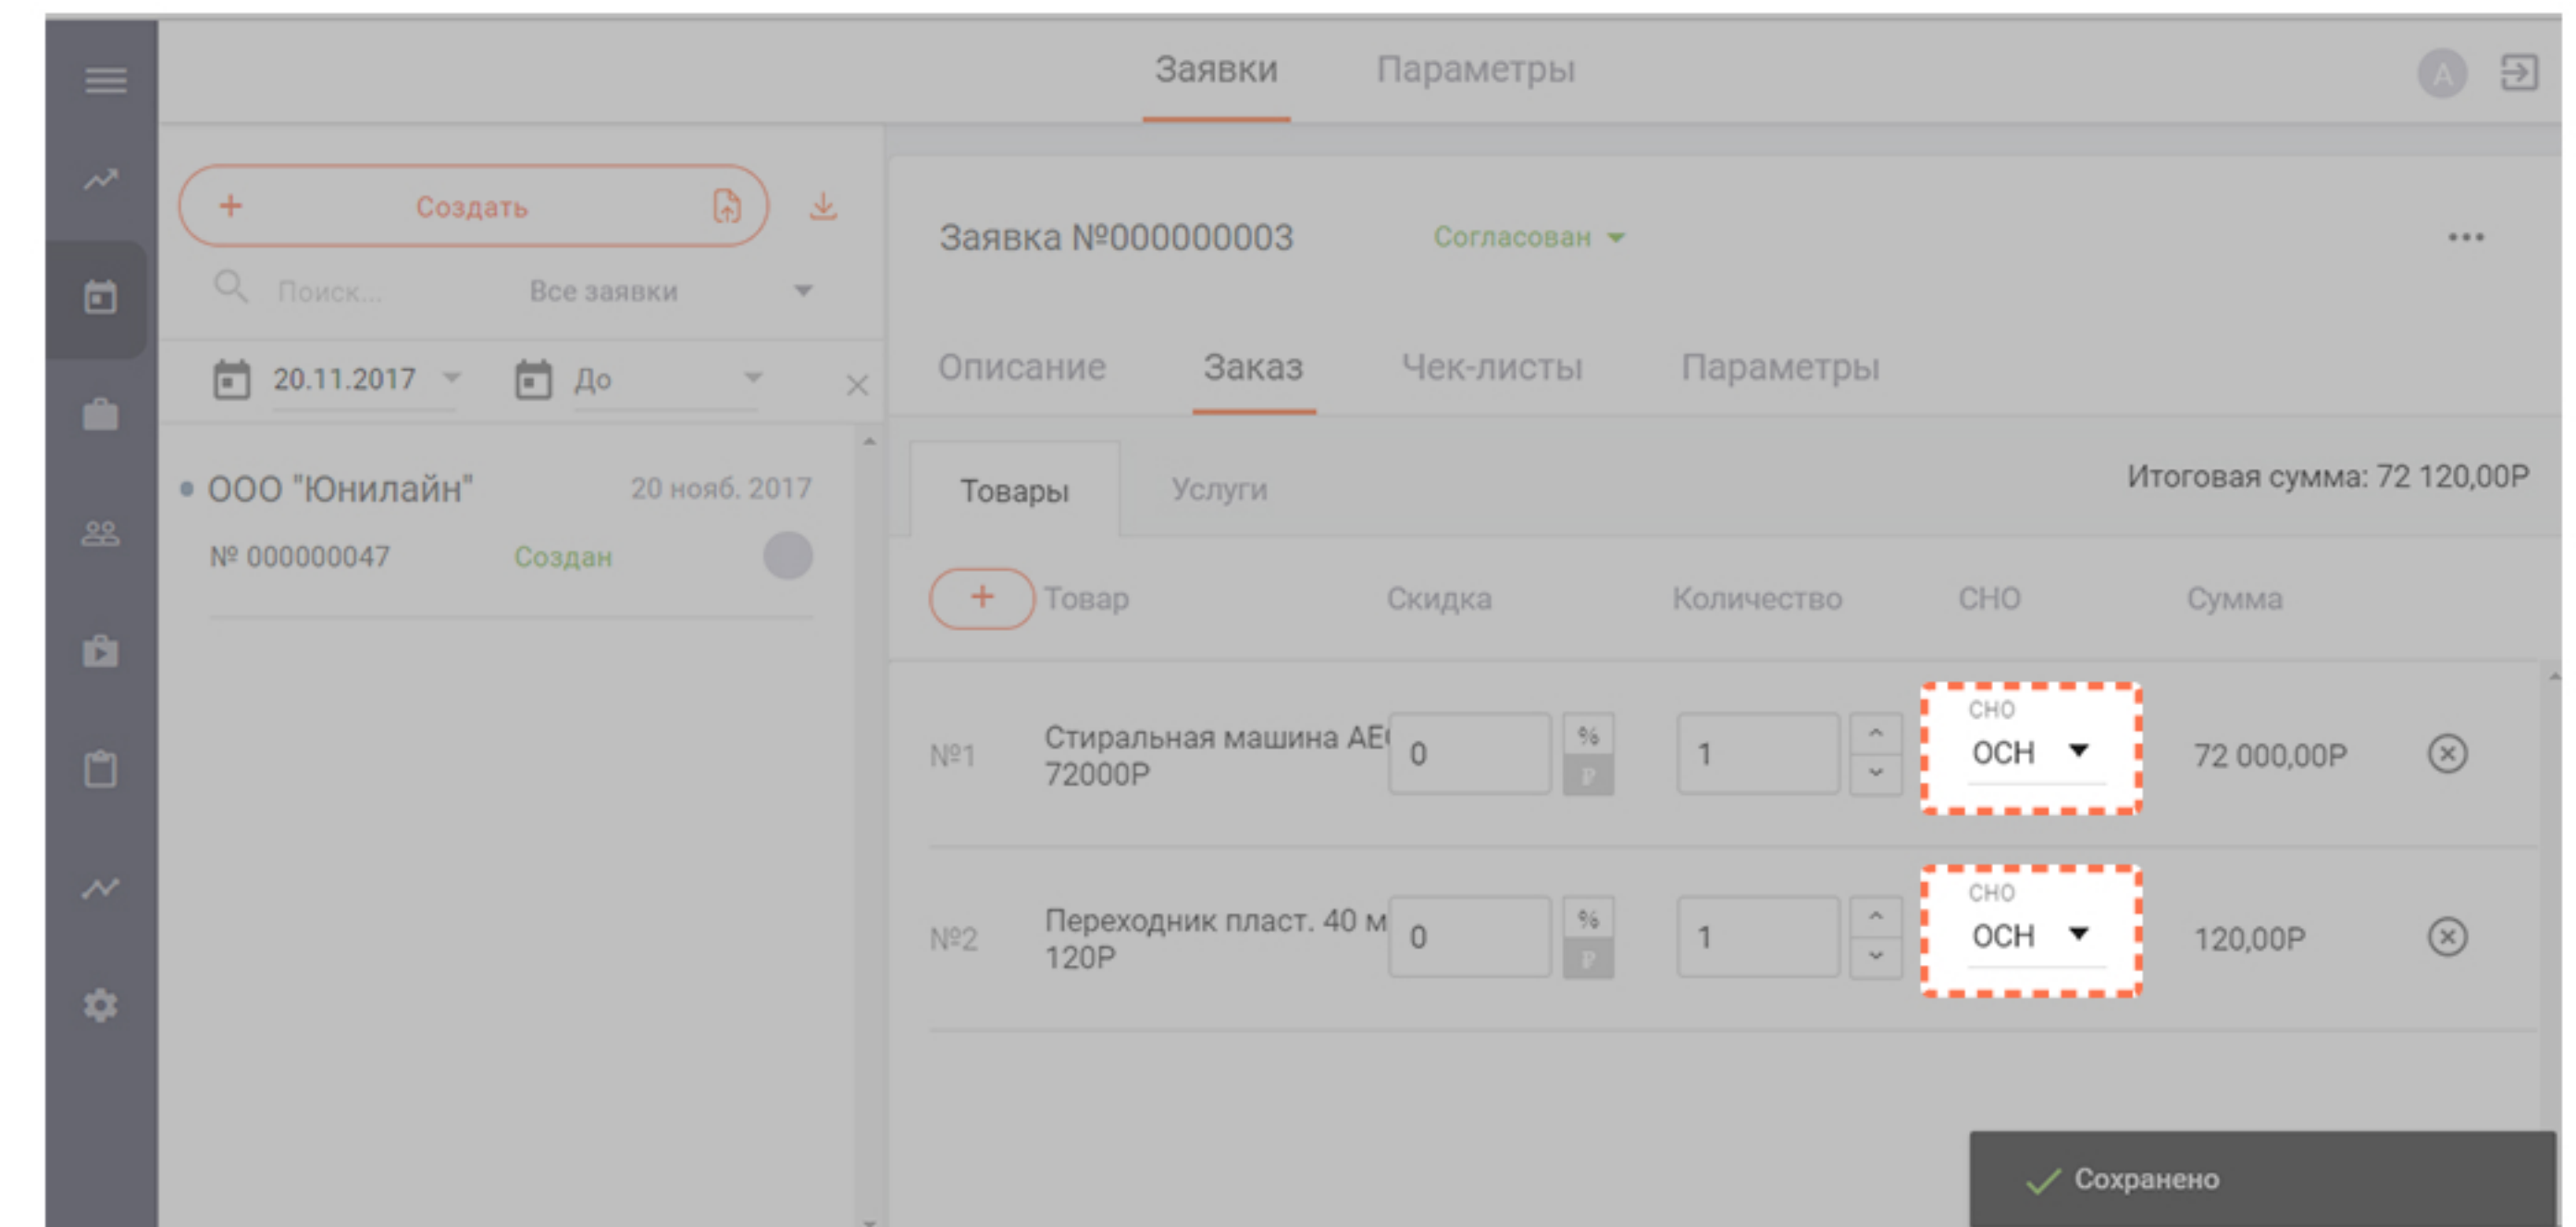 Заявки Параметры
А
+ Создать
Поиск... Все заявки
20.11.2017 До
ООО "Юнилайн" 20 нояб. 2017
№ 000000047 Создан
Заявка №000000003 Согласован
Описание Заказ Чек-листы Параметры
Товары Услуги Итоговая сумма: 72 120,00Р
+ Товар Скидка Количество СНО Сумма
СНО
№1 Стиральная машина AEG 0 % 1 ОСН 72 000,00Р
72000Р ₽
СНО
№2 Переходник пласт. 40 м 0 % 1 ОСН 120,00Р
120Р ₽
Сохранено